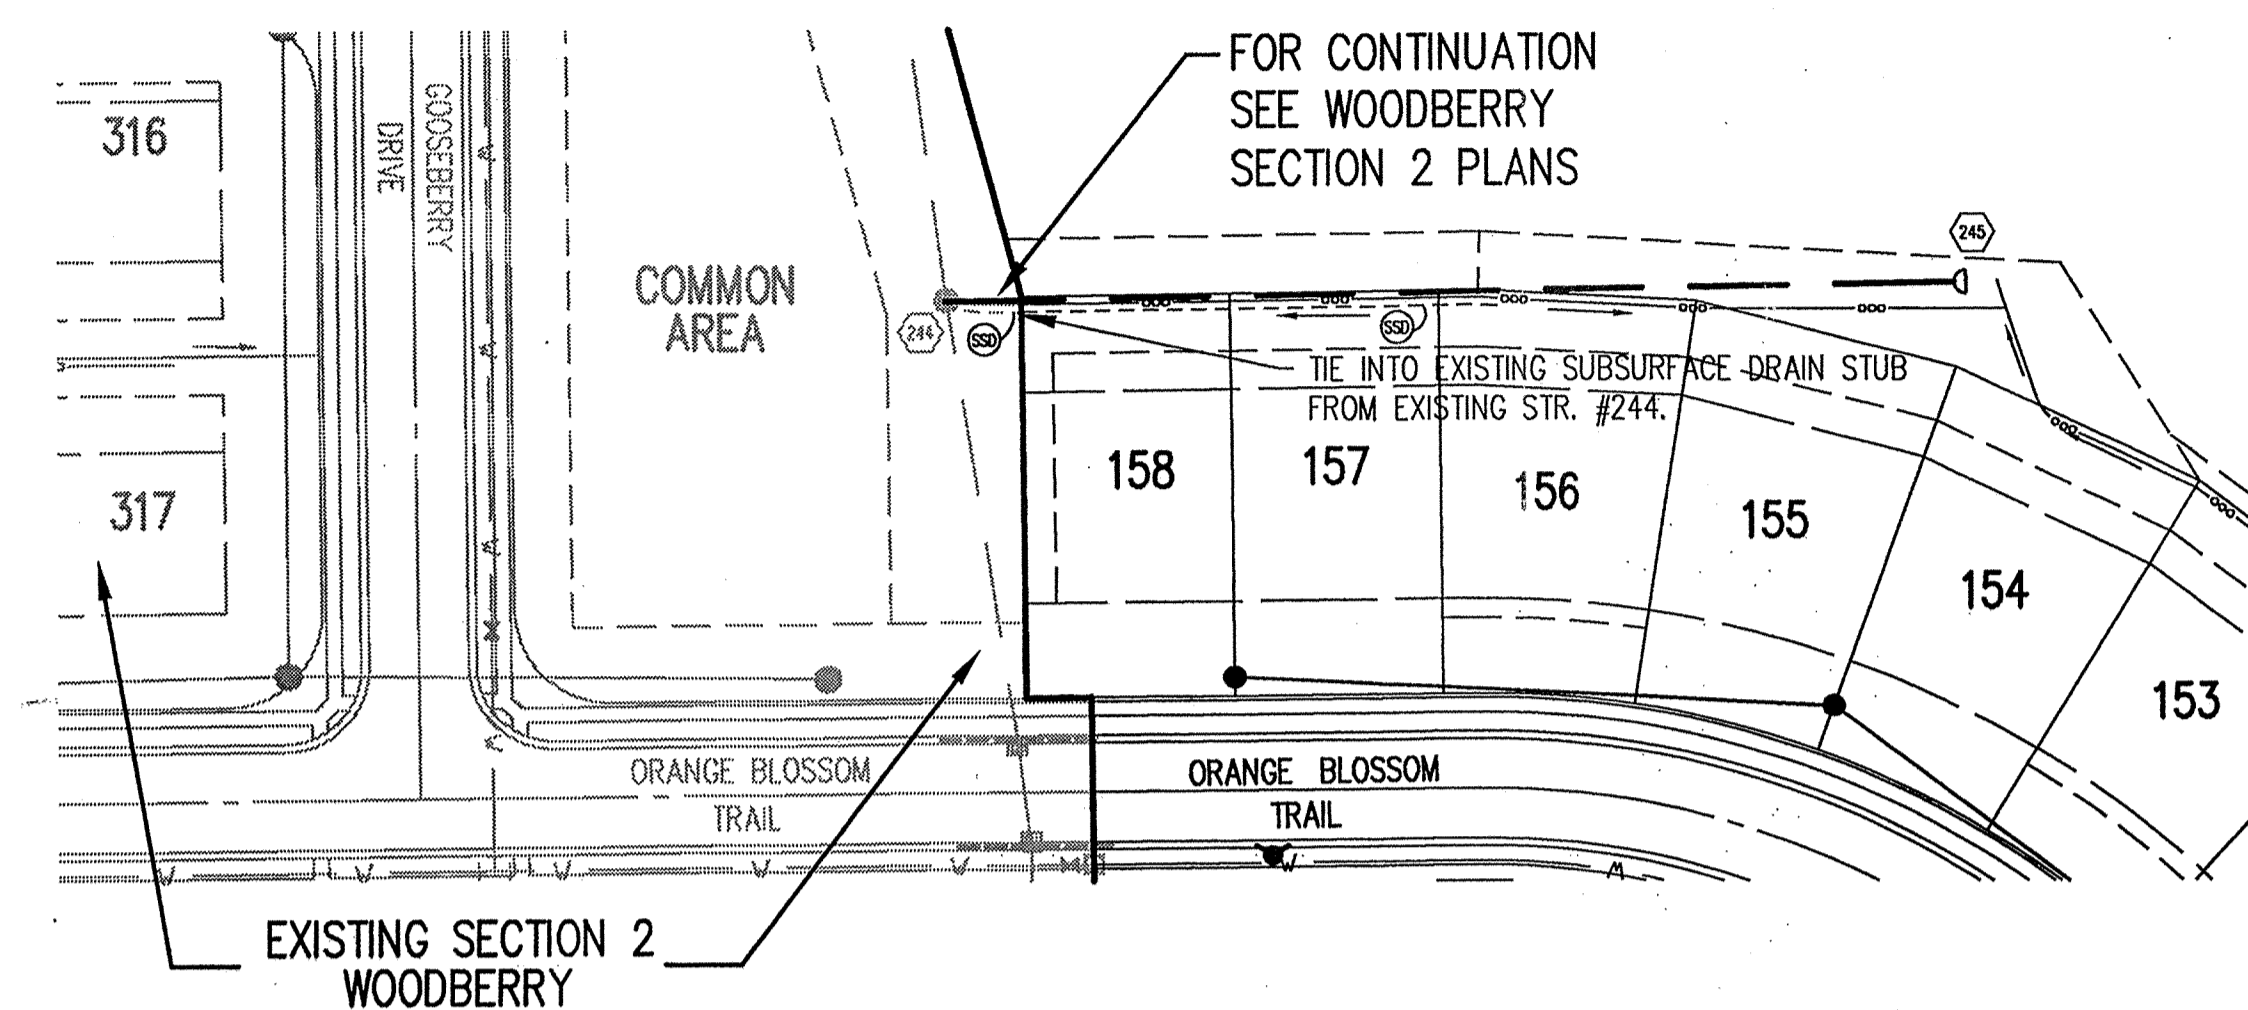 FOR CONTINUATION
SEE WOODBERRY
SECTION 2 PLANS
316
GOOSEBERRY
DRIVE
COMMON
AREA
245
244
SSD
SSD
TIE INTO EXISTING SUBSURFACE DRAIN STUB
FROM EXISTING STR. #244.
158
157
156
155
154
153
317
ORANGE BLOSSOM
TRAIL
ORANGE BLOSSOM
TRAIL
W
W
W
W
W
W
EXISTING SECTION 2
WOODBERRY